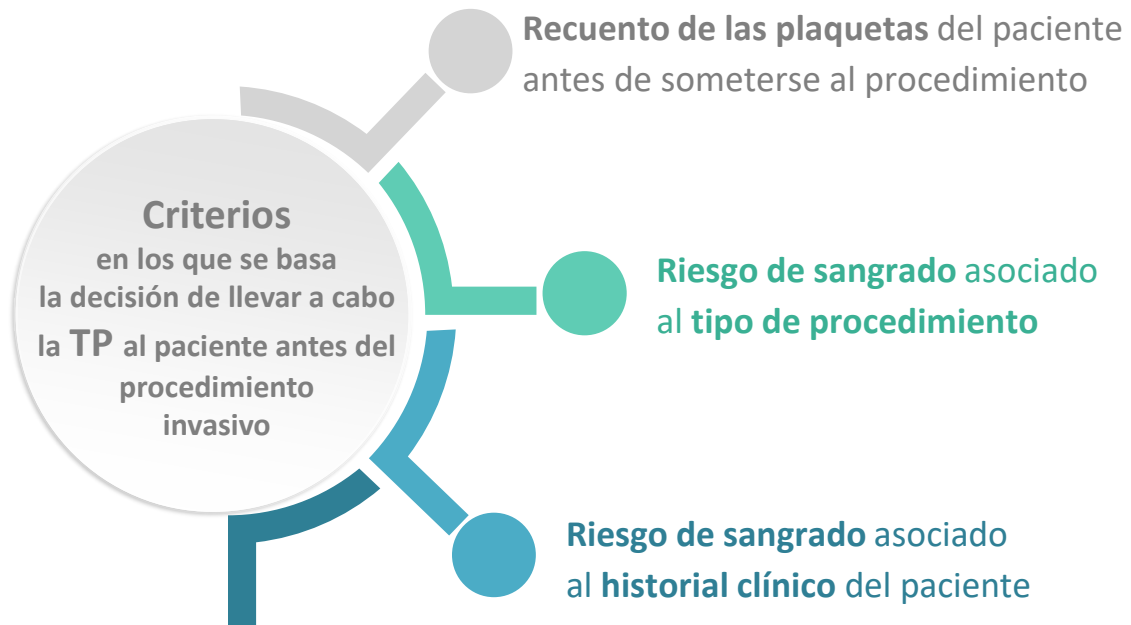 Recuento de las plaquetas del paciente
antes de someterse al procedimiento
Criterios
en los que se basa
la decisión de llevar a cabo
la TP al paciente antes del
procedimiento
invasivo
Riesgo de sangrado asociado
al tipo de procedimiento
Riesgo de sangrado asociado
al historial clínico del paciente